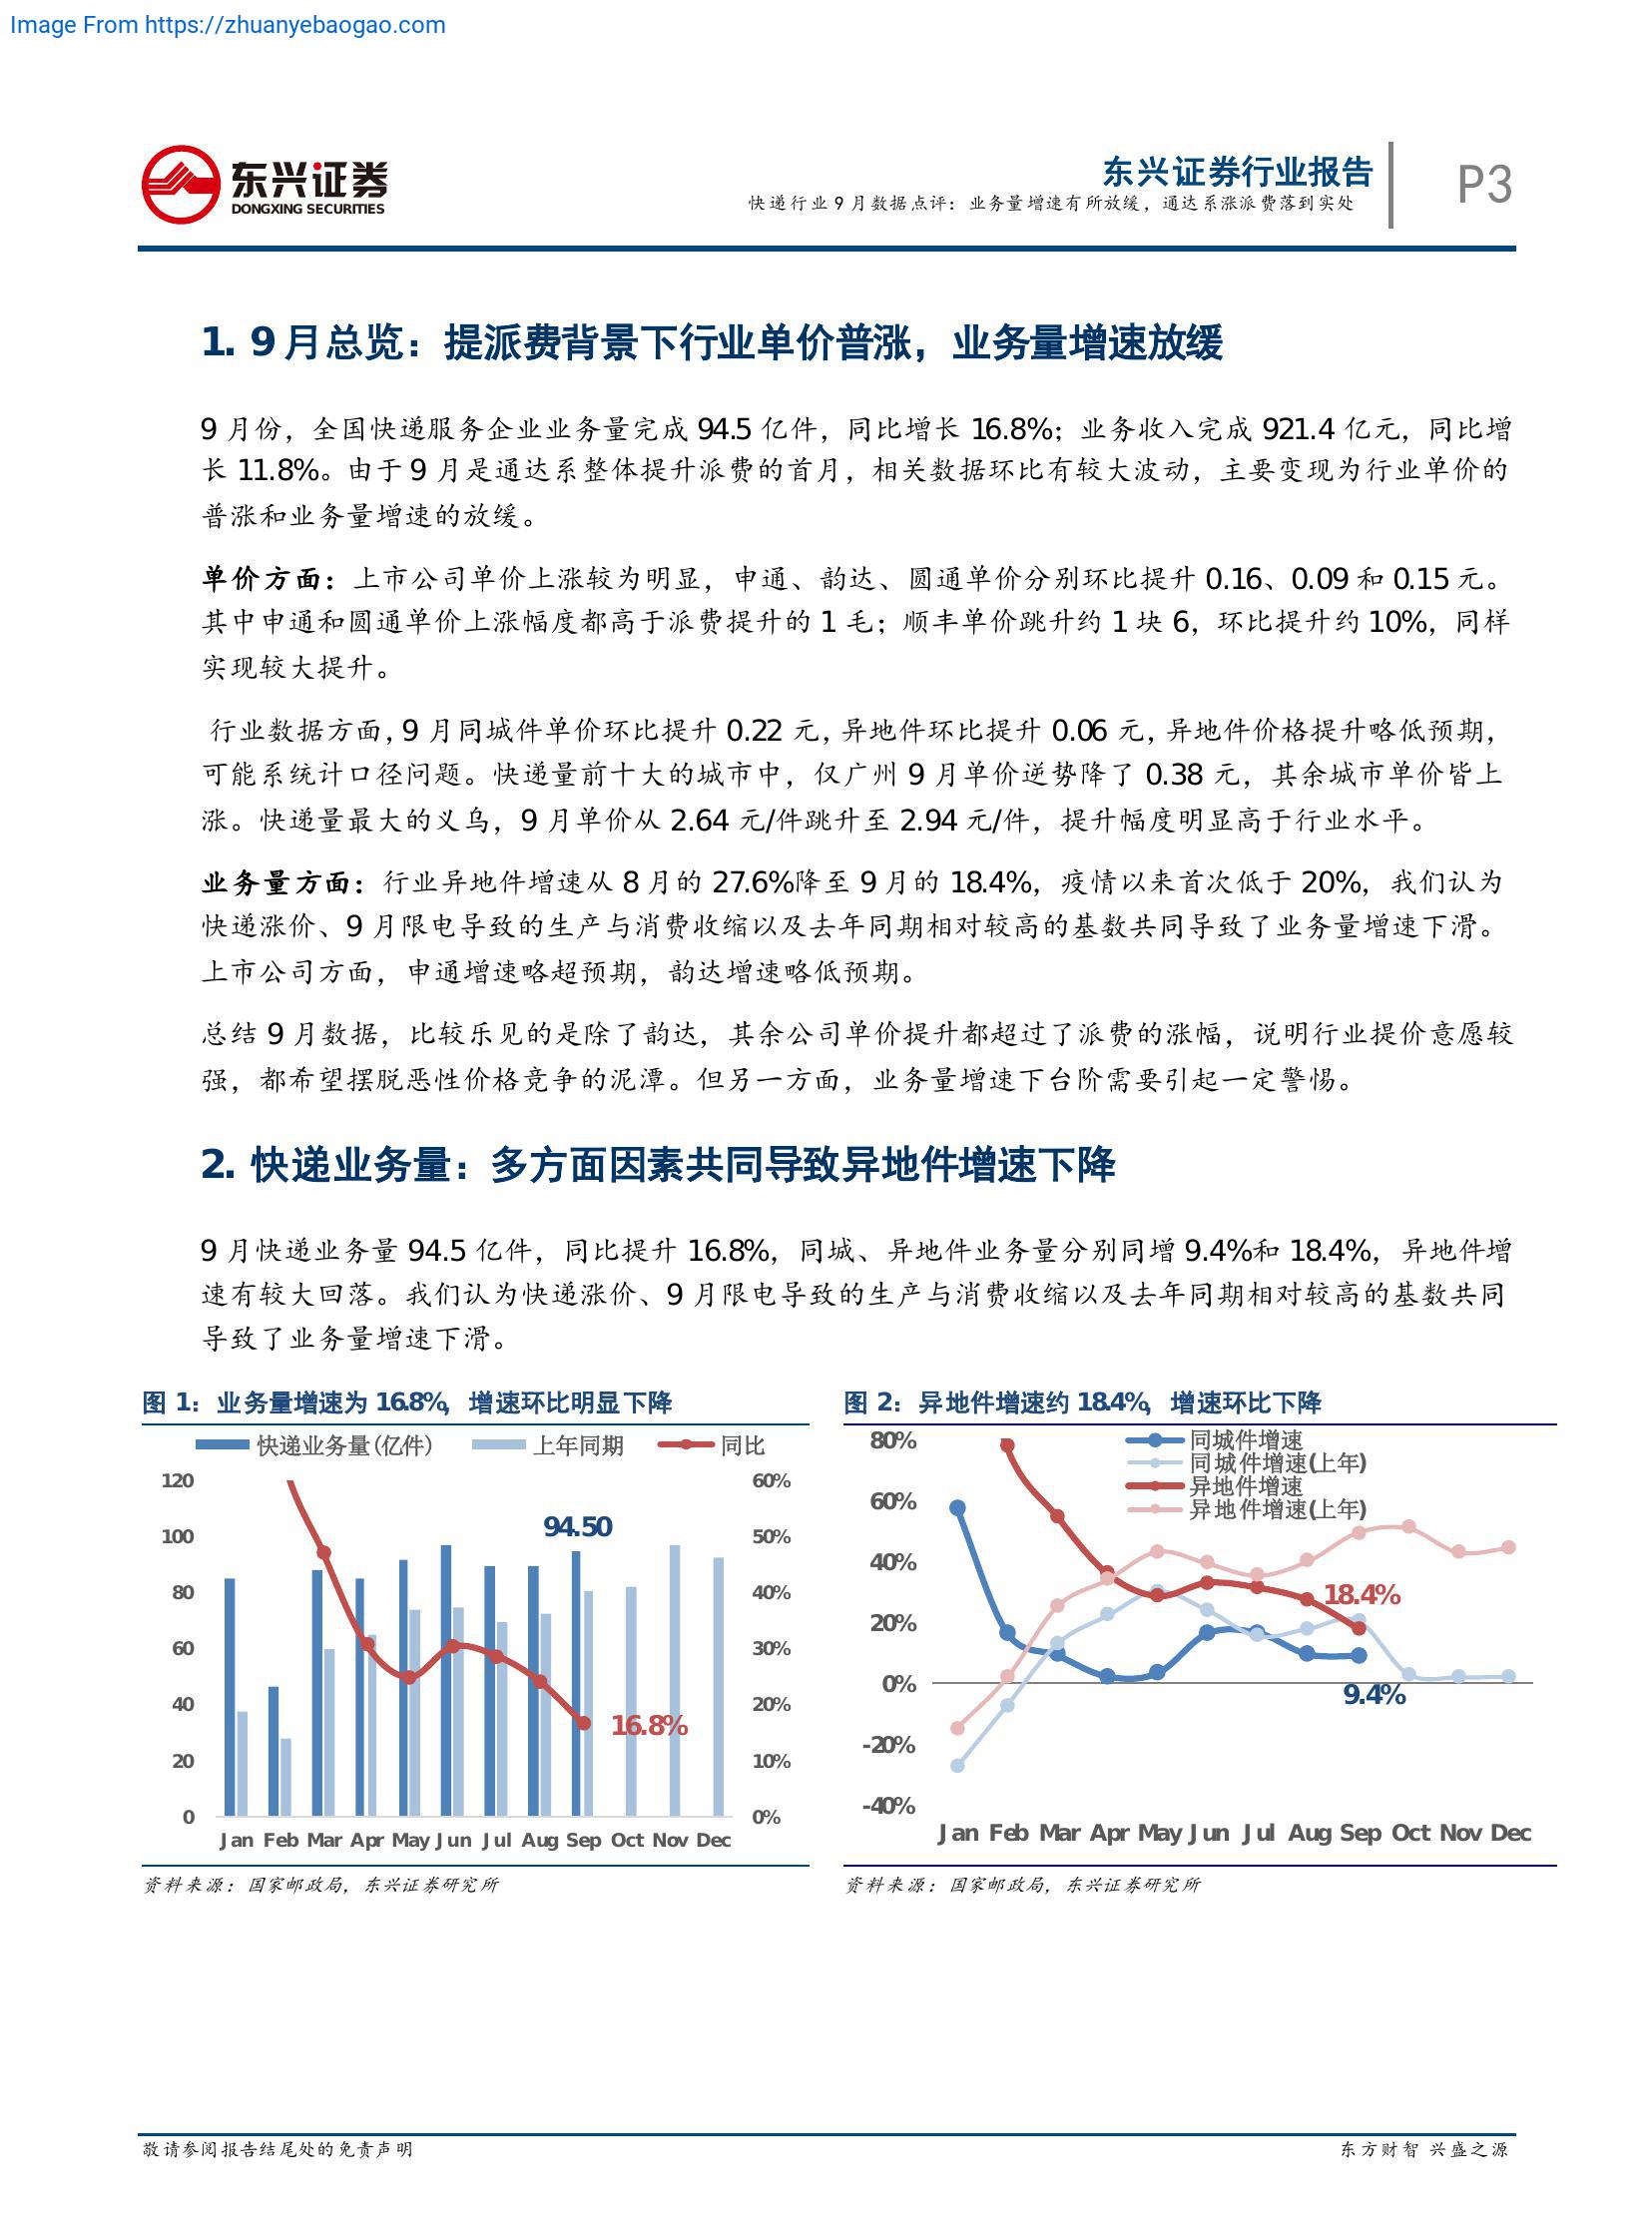 Image From https://zhuanyebaogao.com
东兴证券
DONGXING SECURITIES
东兴证券行业报告
快递行业 9 月数据点评：业务量增速有所放缓，通达系涨派费落到实处
P3
1. 9 月总览：提派费背景下行业单价普涨，业务量增速放缓
9 月份，全国快递服务企业业务量完成 94.5 亿件，同比增长 16.8%；业务收入完成 921.4 亿元，同比增
长 11.8%。由于 9 月是通达系整体提升派费的首月，相关数据环比有较大波动，主要变现为行业单价的
普涨和业务量增速的放缓。
单价方面：上市公司单价上涨较为明显，申通、韵达、圆通单价分别环比提升 0.16、0.09 和 0.15 元。
其中申通和圆通单价上涨幅度都高于派费提升的 1 毛；顺丰单价跳升约 1 块 6，环比提升约 10%，同样
实现较大提升。
行业数据方面，9 月同城件单价环比提升 0.22 元，异地件环比提升 0.06 元，异地件价格提升略低预期，
可能系统计口径问题。快递量前十大的城市中，仅广州 9 月单价逆势降了 0.38 元，其余城市单价皆上
涨。快递量最大的义乌，9 月单价从 2.64 元/件跳升至 2.94 元/件，提升幅度明显高于行业水平。
业务量方面：行业异地件增速从 8 月的 27.6%降至 9 月的 18.4%，疫情以来首次低于 20%，我们认为
快递涨价、9 月限电导致的生产与消费收缩以及去年同期相对较高的基数共同导致了业务量增速下滑。
上市公司方面，申通增速略超预期，韵达增速略低预期。
总结 9 月数据，比较乐见的是除了韵达，其余公司单价提升都超过了派费的涨幅，说明行业提价意愿较
强，都希望摆脱恶性价格竞争的泥潭。但另一方面，业务量增速下台阶需要引起一定警惕。
2. 快递业务量：多方面因素共同导致异地件增速下降
9 月快递业务量 94.5 亿件，同比提升 16.8%，同城、异地件业务量分别同增 9.4%和 18.4%，异地件增
速有较大回落。我们认为快递涨价、9 月限电导致的生产与消费收缩以及去年同期相对较高的基数共同
导致了业务量增速下滑。
图 1：业务量增速为 16.8%，增速环比明显下降
快递业务量(亿件) 上年同期 同比
120 60%
100 50%
94.50
80 40%
60 30%
40 20%
16.8%
20 10%
0 0%
Jan Feb Mar Apr May Jun Jul Aug Sep Oct Nov Dec
资料来源：国家邮政局，东兴证券研究所
图 2：异地件增速约 18.4%，增速环比下降
同城件增速
同城件增速(上年)
异地件增速
异地件增速(上年)
80%
60%
40%
18.4%
20%
0%
9.4%
-20%
-40%
Jan Feb Mar Apr May Jun Jul Aug Sep Oct Nov Dec
资料来源：国家邮政局，东兴证券研究所
敬请参阅报告结尾处的免责声明
东方财智 兴盛之源